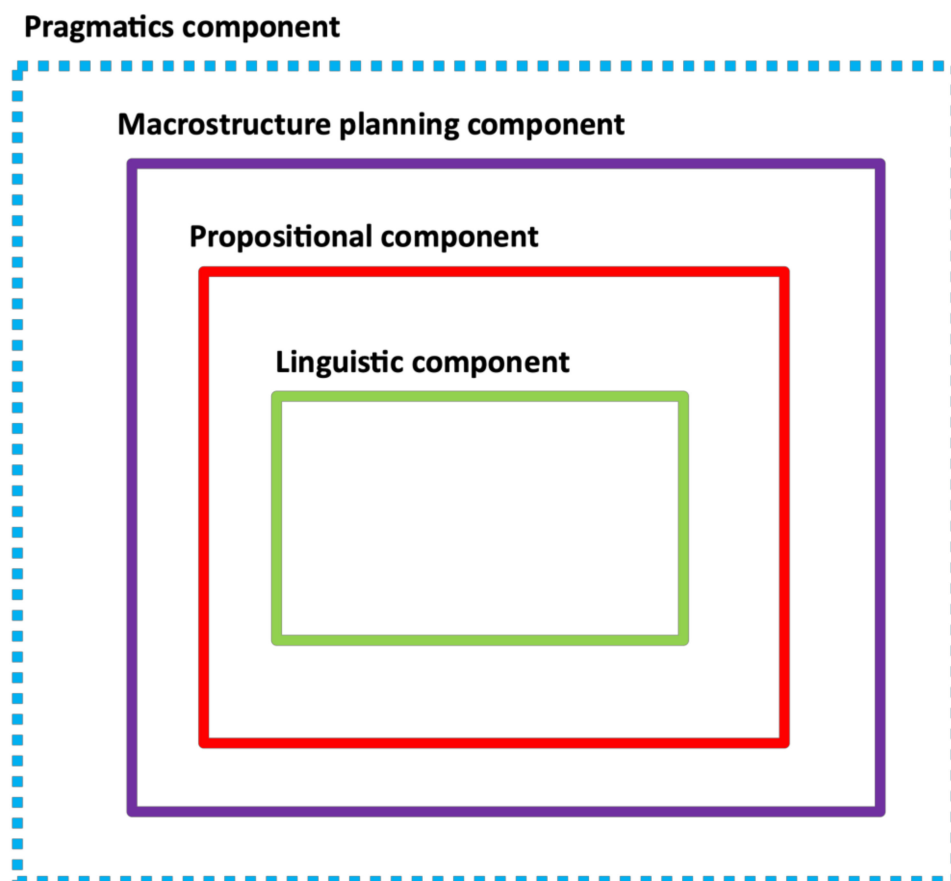 Pragmatics component
Macrostructure planning component
Propositional component
Linguistic component